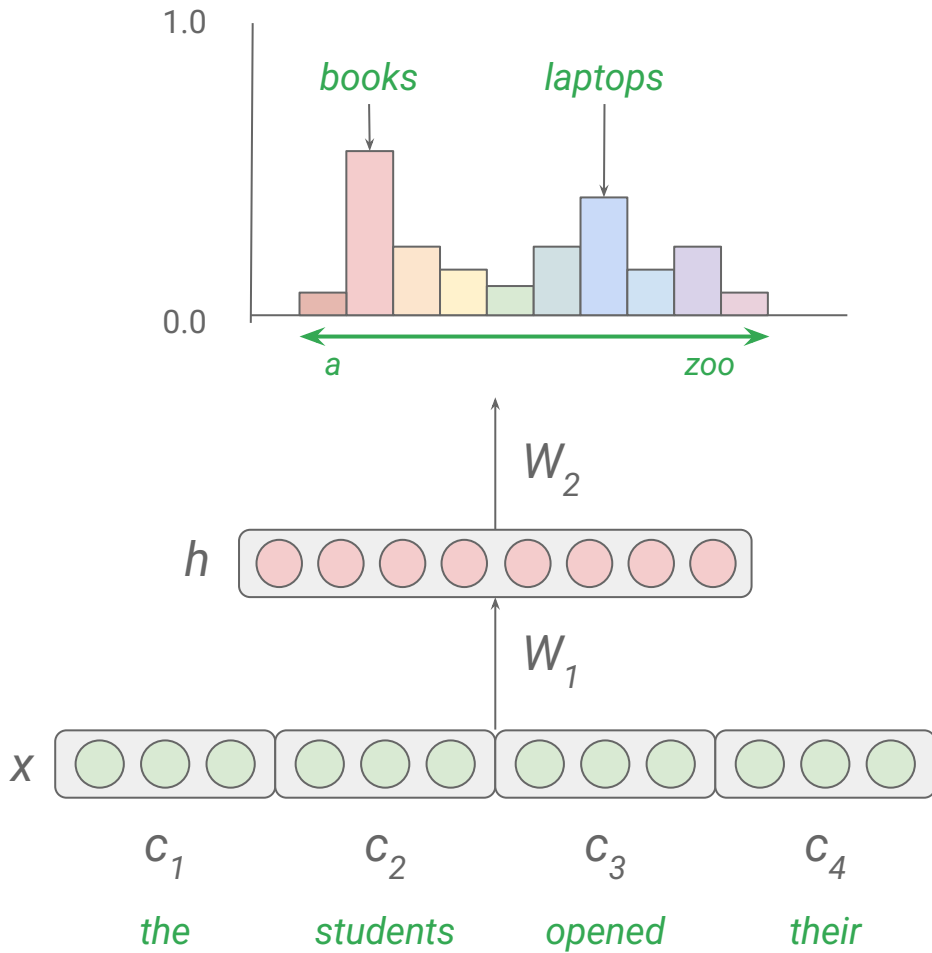 1.0
books laptops
0.0
a zoo
W2
h
W1
x
c1 c2 c3 c4
the students opened their